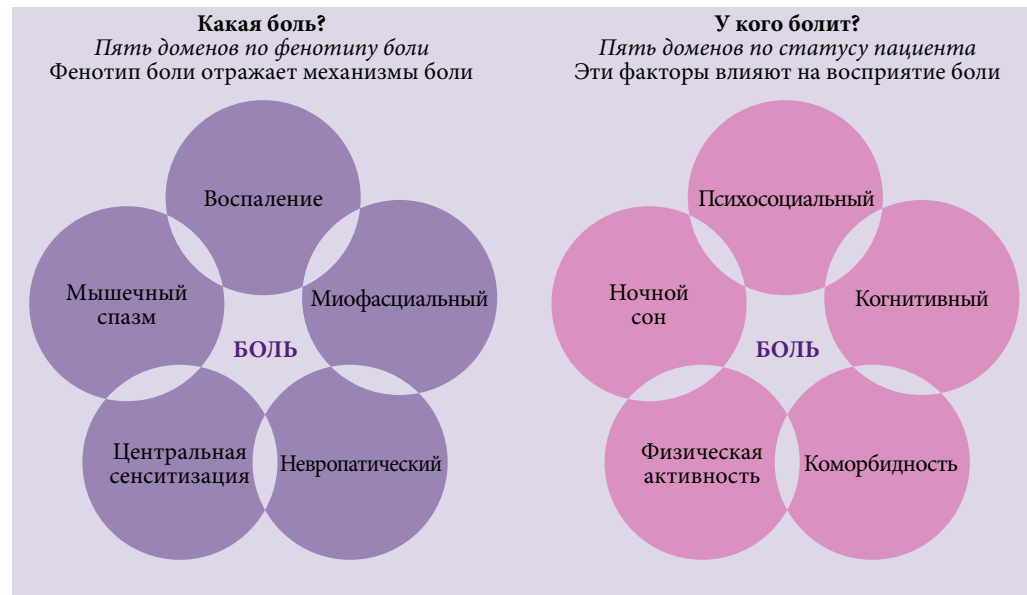 Какая боль?
Пять доменов по фенотипу боли
Фенотип боли отражает механизмы боли
Воспаление
Мышечный
спазм
Миофасциальный
БОЛЬ
Центральная
сенситизация
Невропатический
У кого болит?
Пять доменов по статусу пациента
Эти факторы влияют на восприятие боли
Психосоциальный
Ночной
сон
Когнитивный
БОЛЬ
Физическая
активность
Коморбидность